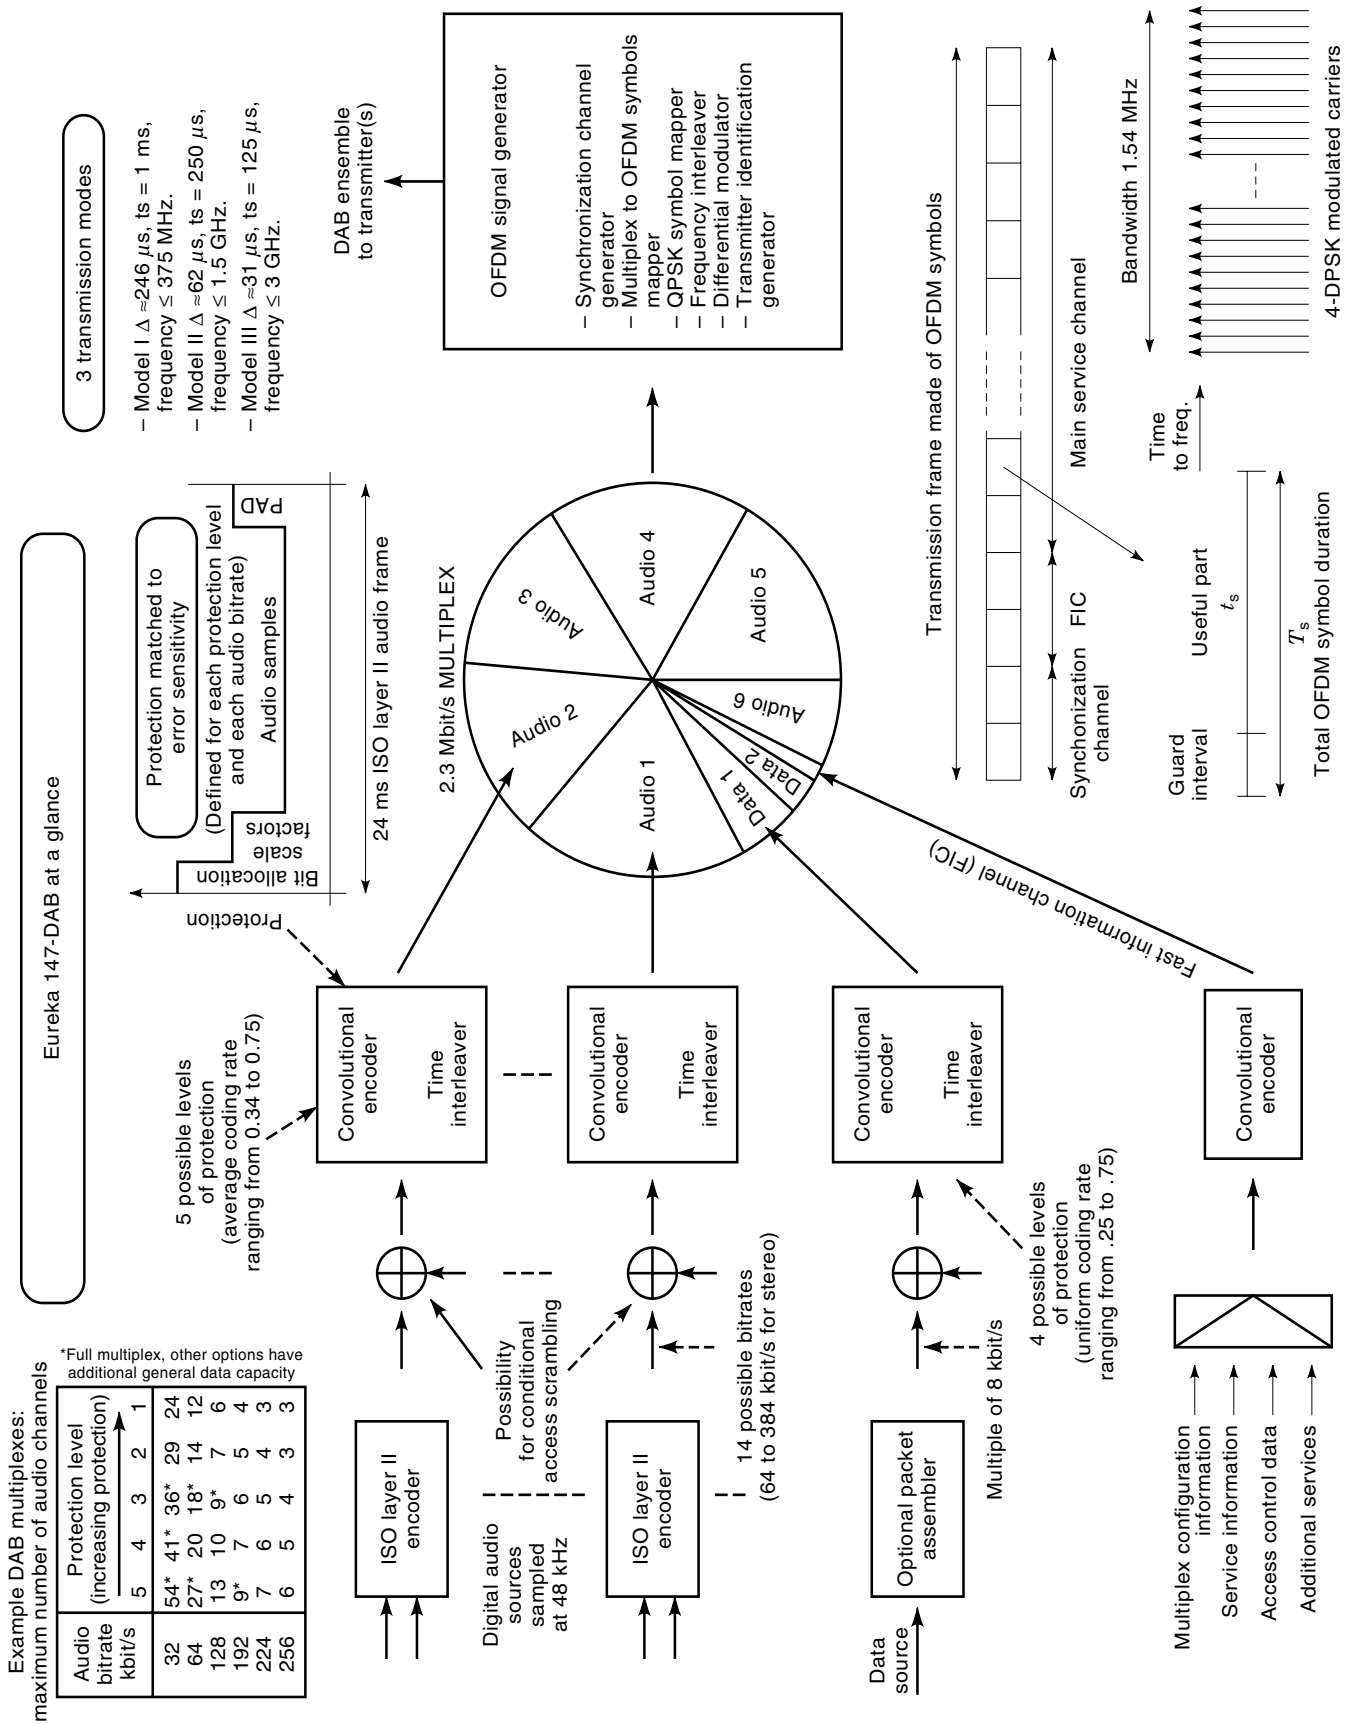 Eureka 147-DAB at a glance
Example DAB multiplexes:
maximum number of audio channels
Audio
bitrate
kbit/s
Protection level
(increasing protection)
5 4 3 2 1
32 54* 41* 36* 29 24
64 27* 20 18* 14 12
128 13 10 9* 7 6
192 9* 7 6 5 4
224 7 6 5 4 3
256 6 5 4 3 3
*Full multiplex, other options have
additional general data capacity
5 possible levels
of protection
(average coding rate
ranging from 0.34 to 0.75)
Protection
Protection matched to
error sensitivity
(Defined for each protection level
and each audio bitrate)
Bit allocation
scale
factors
Audio samples
PAD
24 ms ISO layer II audio frame
3 transmission modes
– Model I Δ ≈246 μs, ts = 1 ms,
frequency ≤ 375 MHz.
– Model II Δ ≈62 μs, ts = 250 μs,
frequency ≤ 1.5 GHz.
– Model III Δ ≈31 μs, ts = 125 μs,
frequency ≤ 3 GHz.
DAB ensemble
to transmitter(s)
ISO layer II
encoder
Convolutional
encoder
Time
interleaver
Digital audio
sources
sampled
at 48 kHz
Possibility
for conditional
access scrambling
2.3 Mbit/s MULTIPLEX
Audio 1
Audio 2
Audio 3
Audio 4
Audio 5
Audio 6
Data 2
Data 1
OFDM signal generator
– Synchronization channel
generator
– Multiplex to OFDM symbols
mapper
– QPSK symbol mapper
– Frequency interleaver
– Differential modulator
– Transmitter identification
generator
ISO layer II
encoder
Convolutional
encoder
Time
interleaver
14 possible bitrates
(64 to 384 kbit/s for stereo)
Data
source
Optional packet
assembler
Multiple of 8 kbit/s
Convolutional
encoder
Time
interleaver
4 possible levels
of protection
(uniform coding rate
ranging from .25 to .75)
Fast information channel (FIC)
Multiplex configuration
information
Service information
Access control data
Additional services
Convolutional
encoder
Transmission frame made of OFDM symbols
Synchonization
channel
FIC
Main service channel
Guard
interval
Useful part
ts
Ts
Total OFDM symbol duration
Time
to freq.
Bandwidth 1.54 MHz
4-DPSK modulated carriers